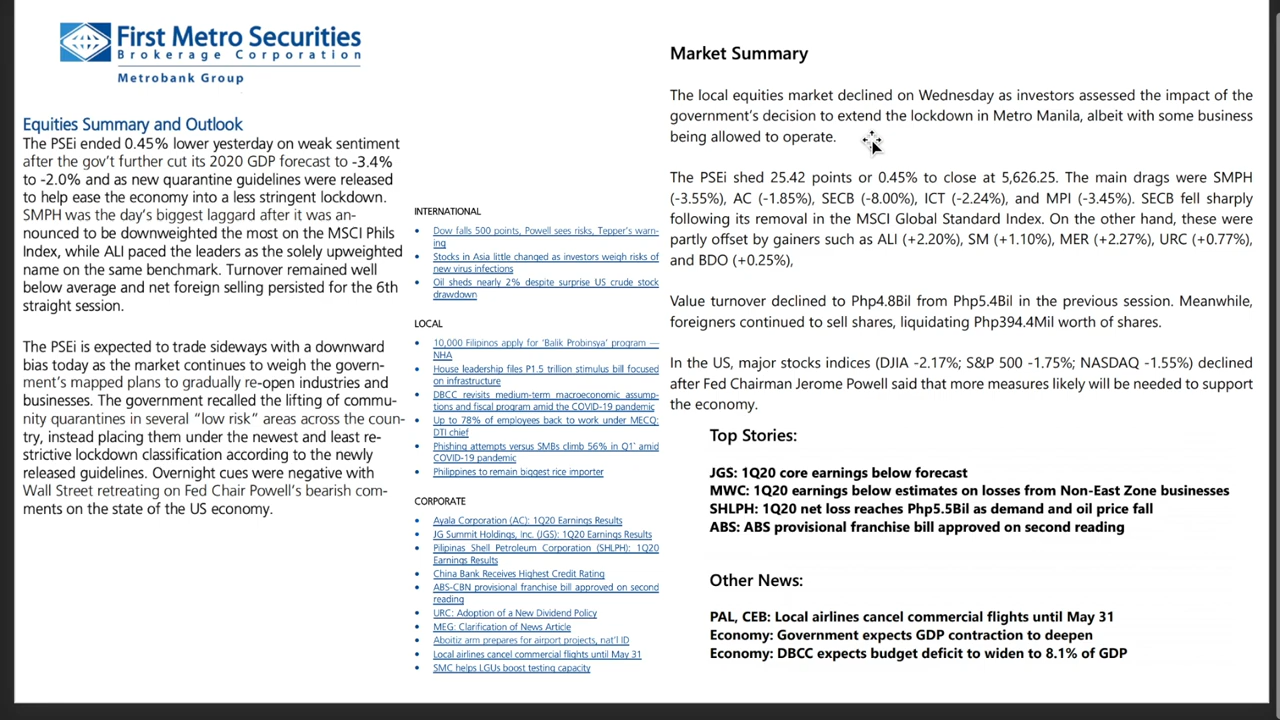 First Metro Securities
Brokerage Corporation
Metrobank Group
Equities Summary and Outlook
The PSEi ended 0.45% lower yesterday on weak sentiment
after the gov't further cut its 2020 GDP forecast to -3.4%
to -2.0% and as new quarantine guidelines were released
to help ease the economy into a less stringent lockdown.
SMPH was the day's biggest laggard after it was an-
nounced to be downweighted the most on the MSCI Phils
Index, while ALI paced the leaders as the solely upweighted
name on the same benchmark. Turnover remained well
below average and net foreign selling persisted for the 6th
straight session.
The PSEi is expected to trade sideways with a downward
bias today as the market continues to weigh the govern-
ment's mapped plans to gradually re-open industries and
businesses. The government recalled the lifting of commu-
nity quarantines in several "low risk" areas across the coun-
try, instead placing them under the newest and least re-
strictive lockdown classification according to the newly
released guidelines. Overnight cues were negative with
Wall Street retreating on Fed Chair Powell's bearish com-
ments on the state of the US economy.
INTERNATIONAL
• Dow falls 500 points, Powell sees risks, Tepper's warn-
ing
• Stocks in Asia little changed as investors weigh risks of
new virus infections
• Oil sheds nearly 2% despite surprise US crude stock
drawdown
LOCAL
• 10,000 Filipinos apply for 'Balik Probinsya' program —
NHA
• House leadership files P1.5 trillion stimulus bill focused
on infrastructure
• DBCC revisits medium-term macroeconomic assump-
tions and fiscal program amid the COVID-19 pandemic
• Up to 78% of employees back to work under MECQ:
DTI chief
• Phishing attempts versus SMBs climb 56% in Q1' amid
COVID-19 pandemic
• Philippines to remain biggest rice importer
CORPORATE
• Ayala Corporation (AC): 1Q20 Earnings Results
• JG Summit Holdings, Inc. (JGS): 1Q20 Earnings Results
• Pilipinas Shell Petroleum Corporation (SHLPH): 1Q20
Earnings Results
• China Bank Receives Highest Credit Rating
• ABS-CBN provisional franchise bill approved on second
reading
• URC: Adoption of a New Dividend Policy
• MEG: Clarification of News Article
• Aboitiz arm prepares for airport projects, nat'l ID
• Local airlines cancel commercial flights until May 31
• SMC helps LGUs boost testing capacity
Market Summary
The local equities market declined on Wednesday as investors assessed the impact of the
government's decision to extend the lockdown in Metro Manila, albeit with some business
being allowed to operate.
The PSEi shed 25.42 points or 0.45% to close at 5,626.25. The main drags were SMPH
(-3.55%), AC (-1.85%), SECB (-8.00%), ICT (-2.24%), and MPI (-3.45%). SECB fell sharply
following its removal in the MSCI Global Standard Index. On the other hand, these were
partly offset by gainers such as ALI (+2.20%), SM (+1.10%), MER (+2.27%), URC (+0.77%),
and BDO (+0.25%),
Value turnover declined to Php4.8Bil from Php5.4Bil in the previous session. Meanwhile,
foreigners continued to sell shares, liquidating Php394.4Mil worth of shares.
In the US, major stocks indices (DJIA -2.17%; S&P 500 -1.75%; NASDAQ -1.55%) declined
after Fed Chairman Jerome Powell said that more measures likely will be needed to support
the economy.
Top Stories:
JGS: 1Q20 core earnings below forecast
MWC: 1Q20 earnings below estimates on losses from Non-East Zone businesses
SHLPH: 1Q20 net loss reaches Php5.5Bil as demand and oil price fall
ABS: ABS provisional franchise bill approved on second reading
Other News:
PAL, CEB: Local airlines cancel commercial flights until May 31
Economy: Government expects GDP contraction to deepen
Economy: DBCC expects budget deficit to widen to 8.1% of GDP